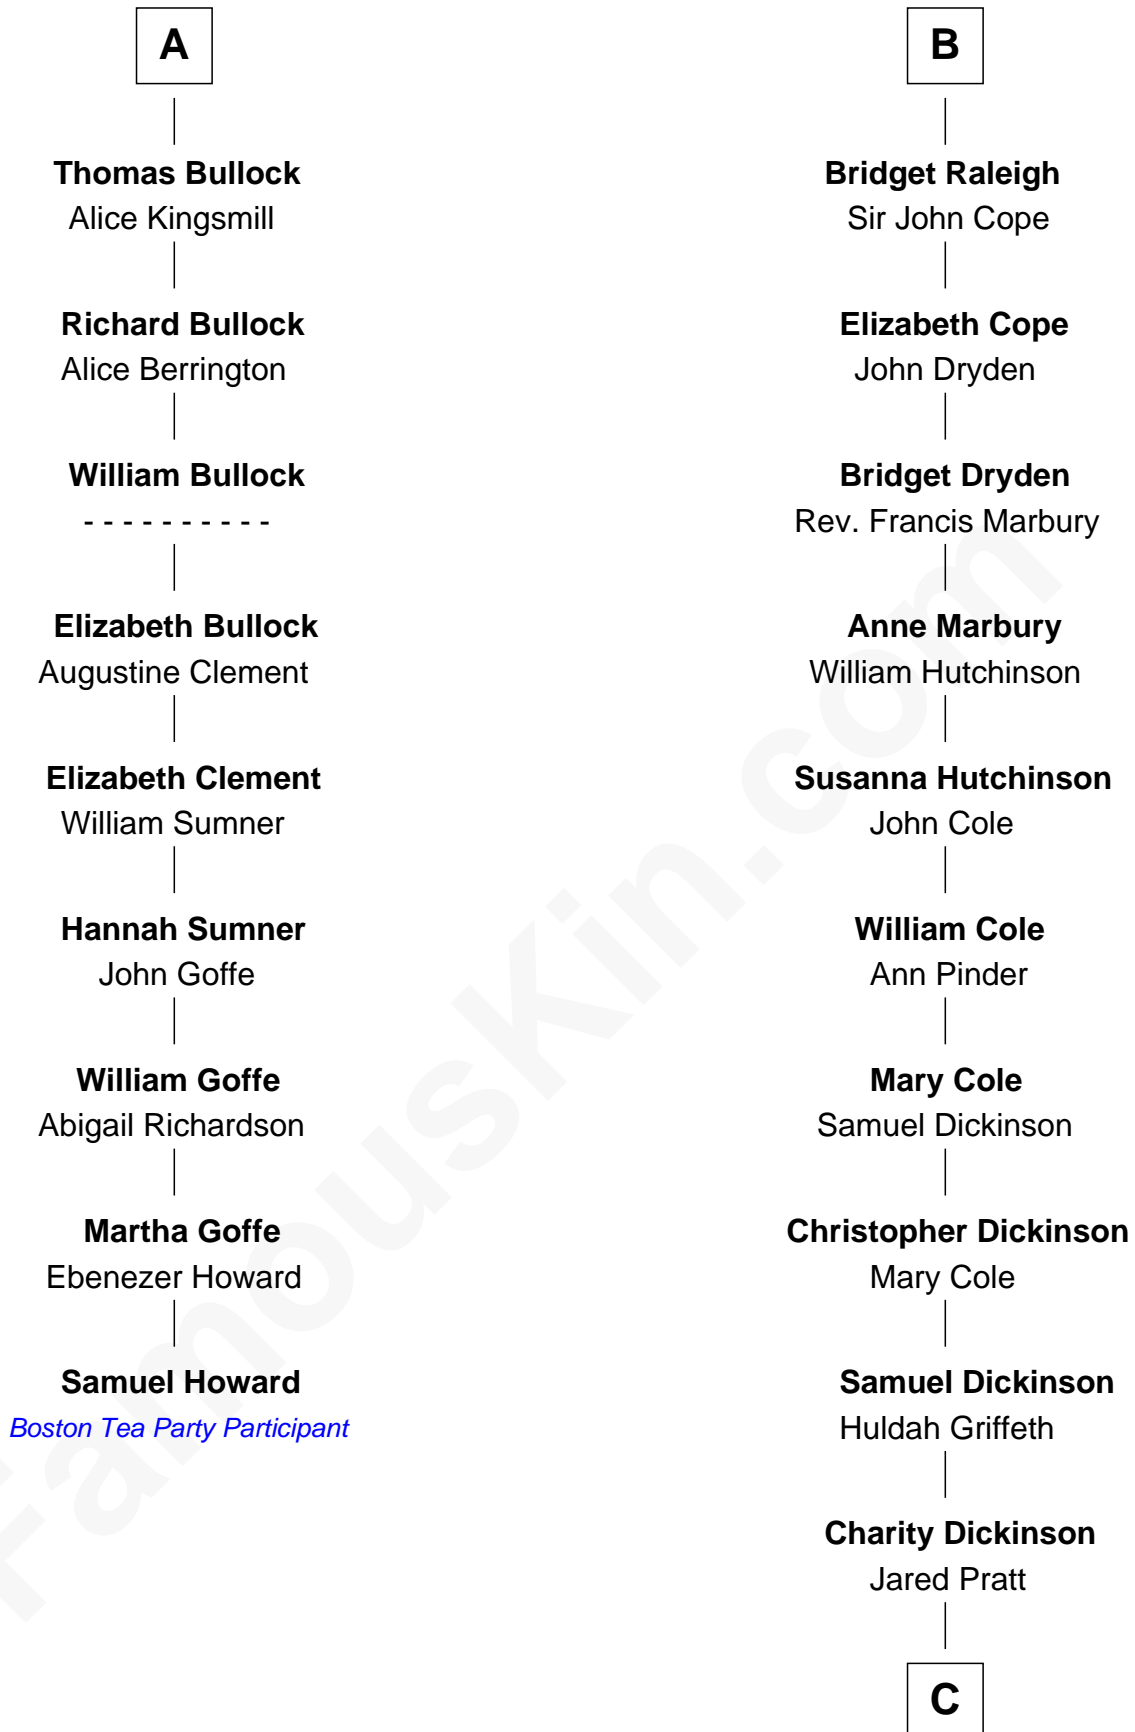 A
Thomas Bullock
Alice Kingsmill
Richard Bullock
Alice Berrington
William Bullock
- - - - - - - - - -
Elizabeth Bullock
Augustine Clement
Elizabeth Clement
William Sumner
Hannah Sumner
John Goffe
William Goffe
Abigail Richardson
Martha Goffe
Ebenezer Howard
Samuel Howard
Boston Tea Party Participant
B
Bridget Raleigh
Sir John Cope
Elizabeth Cope
John Dryden
Bridget Dryden
Rev. Francis Marbury
Anne Marbury
William Hutchinson
Susanna Hutchinson
John Cole
William Cole
Ann Pinder
Mary Cole
Samuel Dickinson
Christopher Dickinson
Mary Cole
Samuel Dickinson
Huldah Griffeth
Charity Dickinson
Jared Pratt
C
FamousKin.com